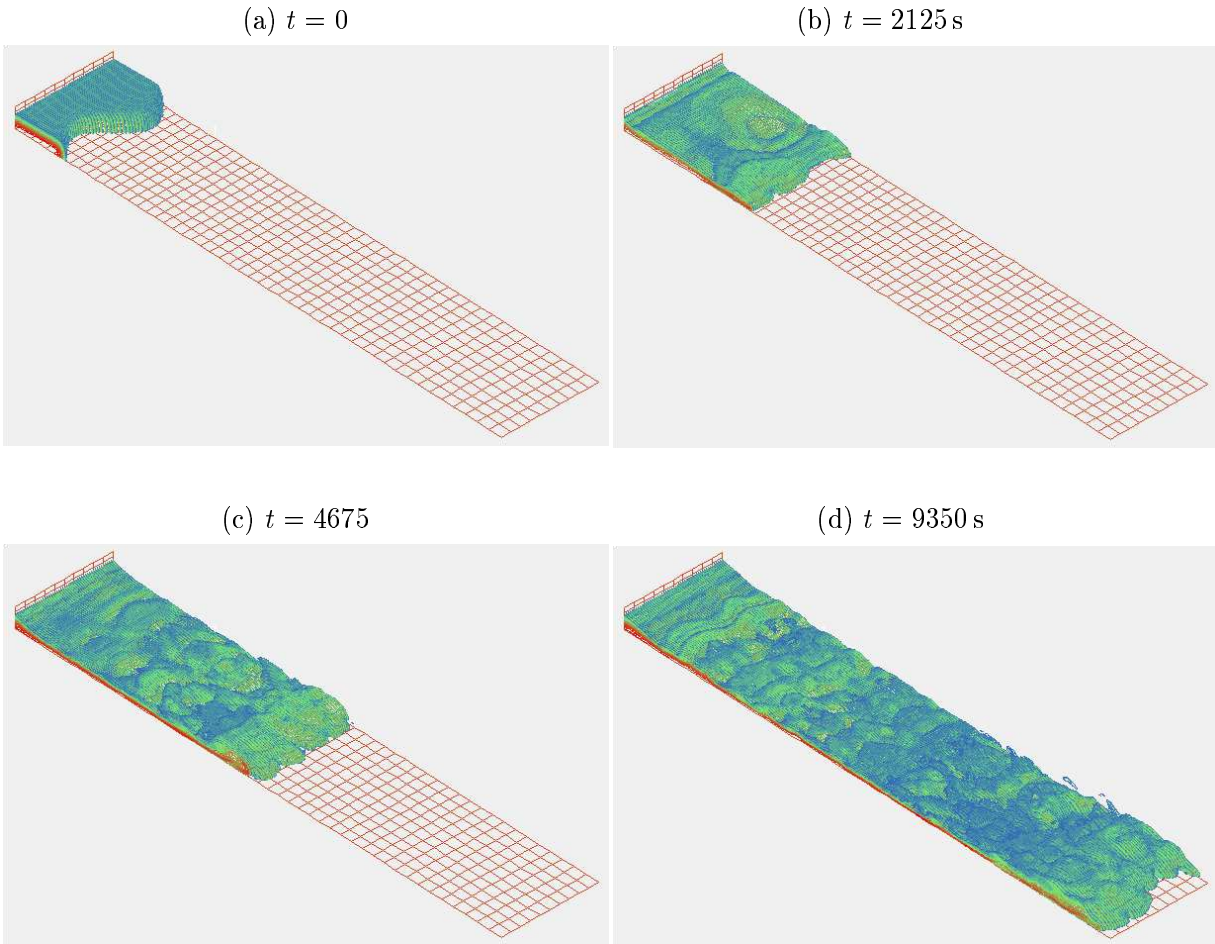 (a) t = 0
(b) t = 2125 s
(c) t = 4675
(d) t = 9350 s